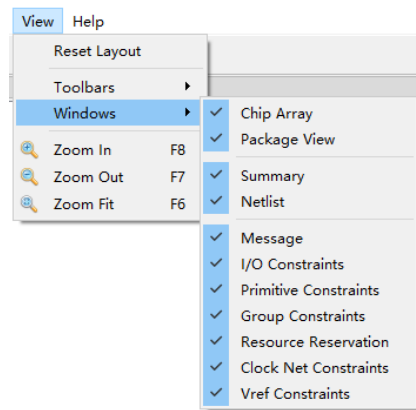 View Help
Reset Layout
Toolbars
Windows
Zoom In F8
Zoom Out F7
Zoom Fit F6
Chip Array
Package View
Summary
Netlist
Message
I/O Constraints
Primitive Constraints
Group Constraints
Resource Reservation
Clock Net Constraints
Vref Constraints